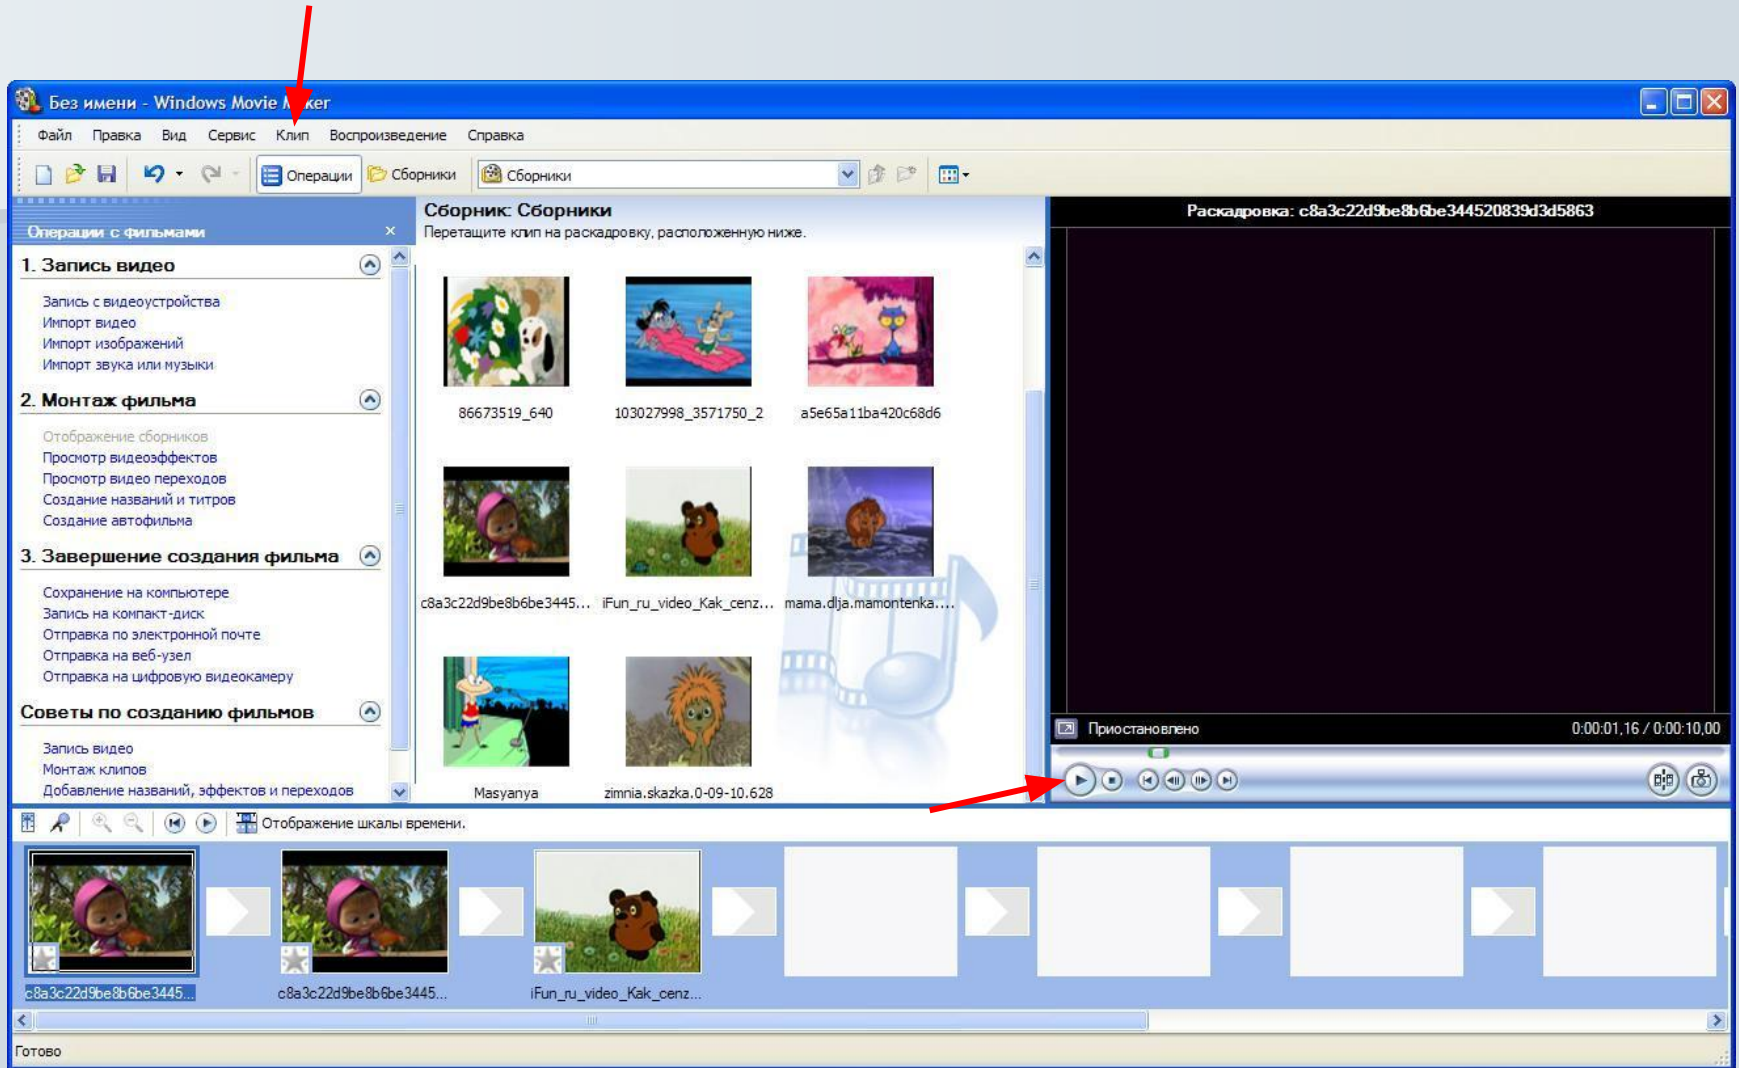 Без имени - Windows Movie Maker
Файл Правка Вид Сервис Клип Воспроизведение Справка
Операции Сборники Сборники
Операции с фильмами
1. Запись видео
Запись с видеоустройства
Импорт видео
Импорт изображений
Импорт звука или музыки
2. Монтаж фильма
Отображение сборников
Просмотр видеоэффектов
Просмотр видео переходов
Создание названий и титров
Создание автофильма
3. Завершение создания фильма
Сохранение на компьютере
Запись на компакт-диск
Отправка по электронной почте
Отправка на веб-узел
Отправка на цифровую видеокамеру
Советы по созданию фильмов
Запись видео
Монтаж клипов
Добавление названий, эффектов и переходов
Сборник: Сборники
Перетащите клип на раскадровку, расположенную ниже.
86673519_640
103027998_3571750_2
a5e65a11ba420c68d6
c8a3c22d9be8b6be3445...
iFun_ru_video_Kak_cenz...
mama.dlja.mamontenka....
Masyanya
zimnia.skazka.0-09-10.628
Раскадровка: c8a3c22d9be8b6be344520839d3d5863
Приостановлено
0:00:01,16 / 0:00:10,00
Отображение шкалы времени.
c8a3c22d9be8b6be3445...
c8a3c22d9be8b6be3445...
iFun_ru_video_Kak_cenz...
Готово